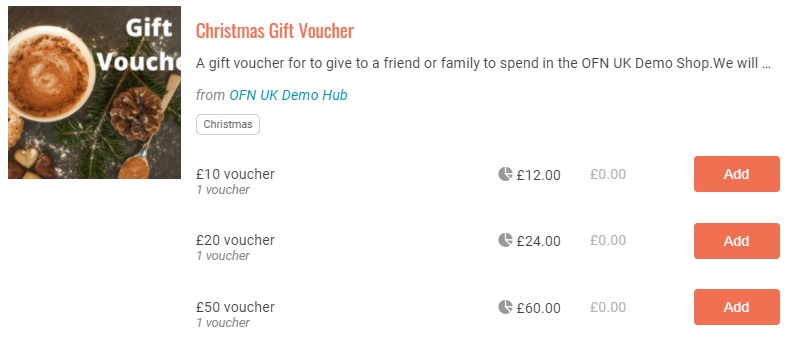 Gift
Vouche
Christmas Gift Voucher
A gift voucher for to give to a friend or family to spend in the OFN UK Demo Shop.We will ...
from OFN UK Demo Hub
Christmas
£10 voucher £12.00 £0.00 Add
1 voucher
£20 voucher £24.00 £0.00 Add
1 voucher
£50 voucher £60.00 £0.00 Add
1 voucher